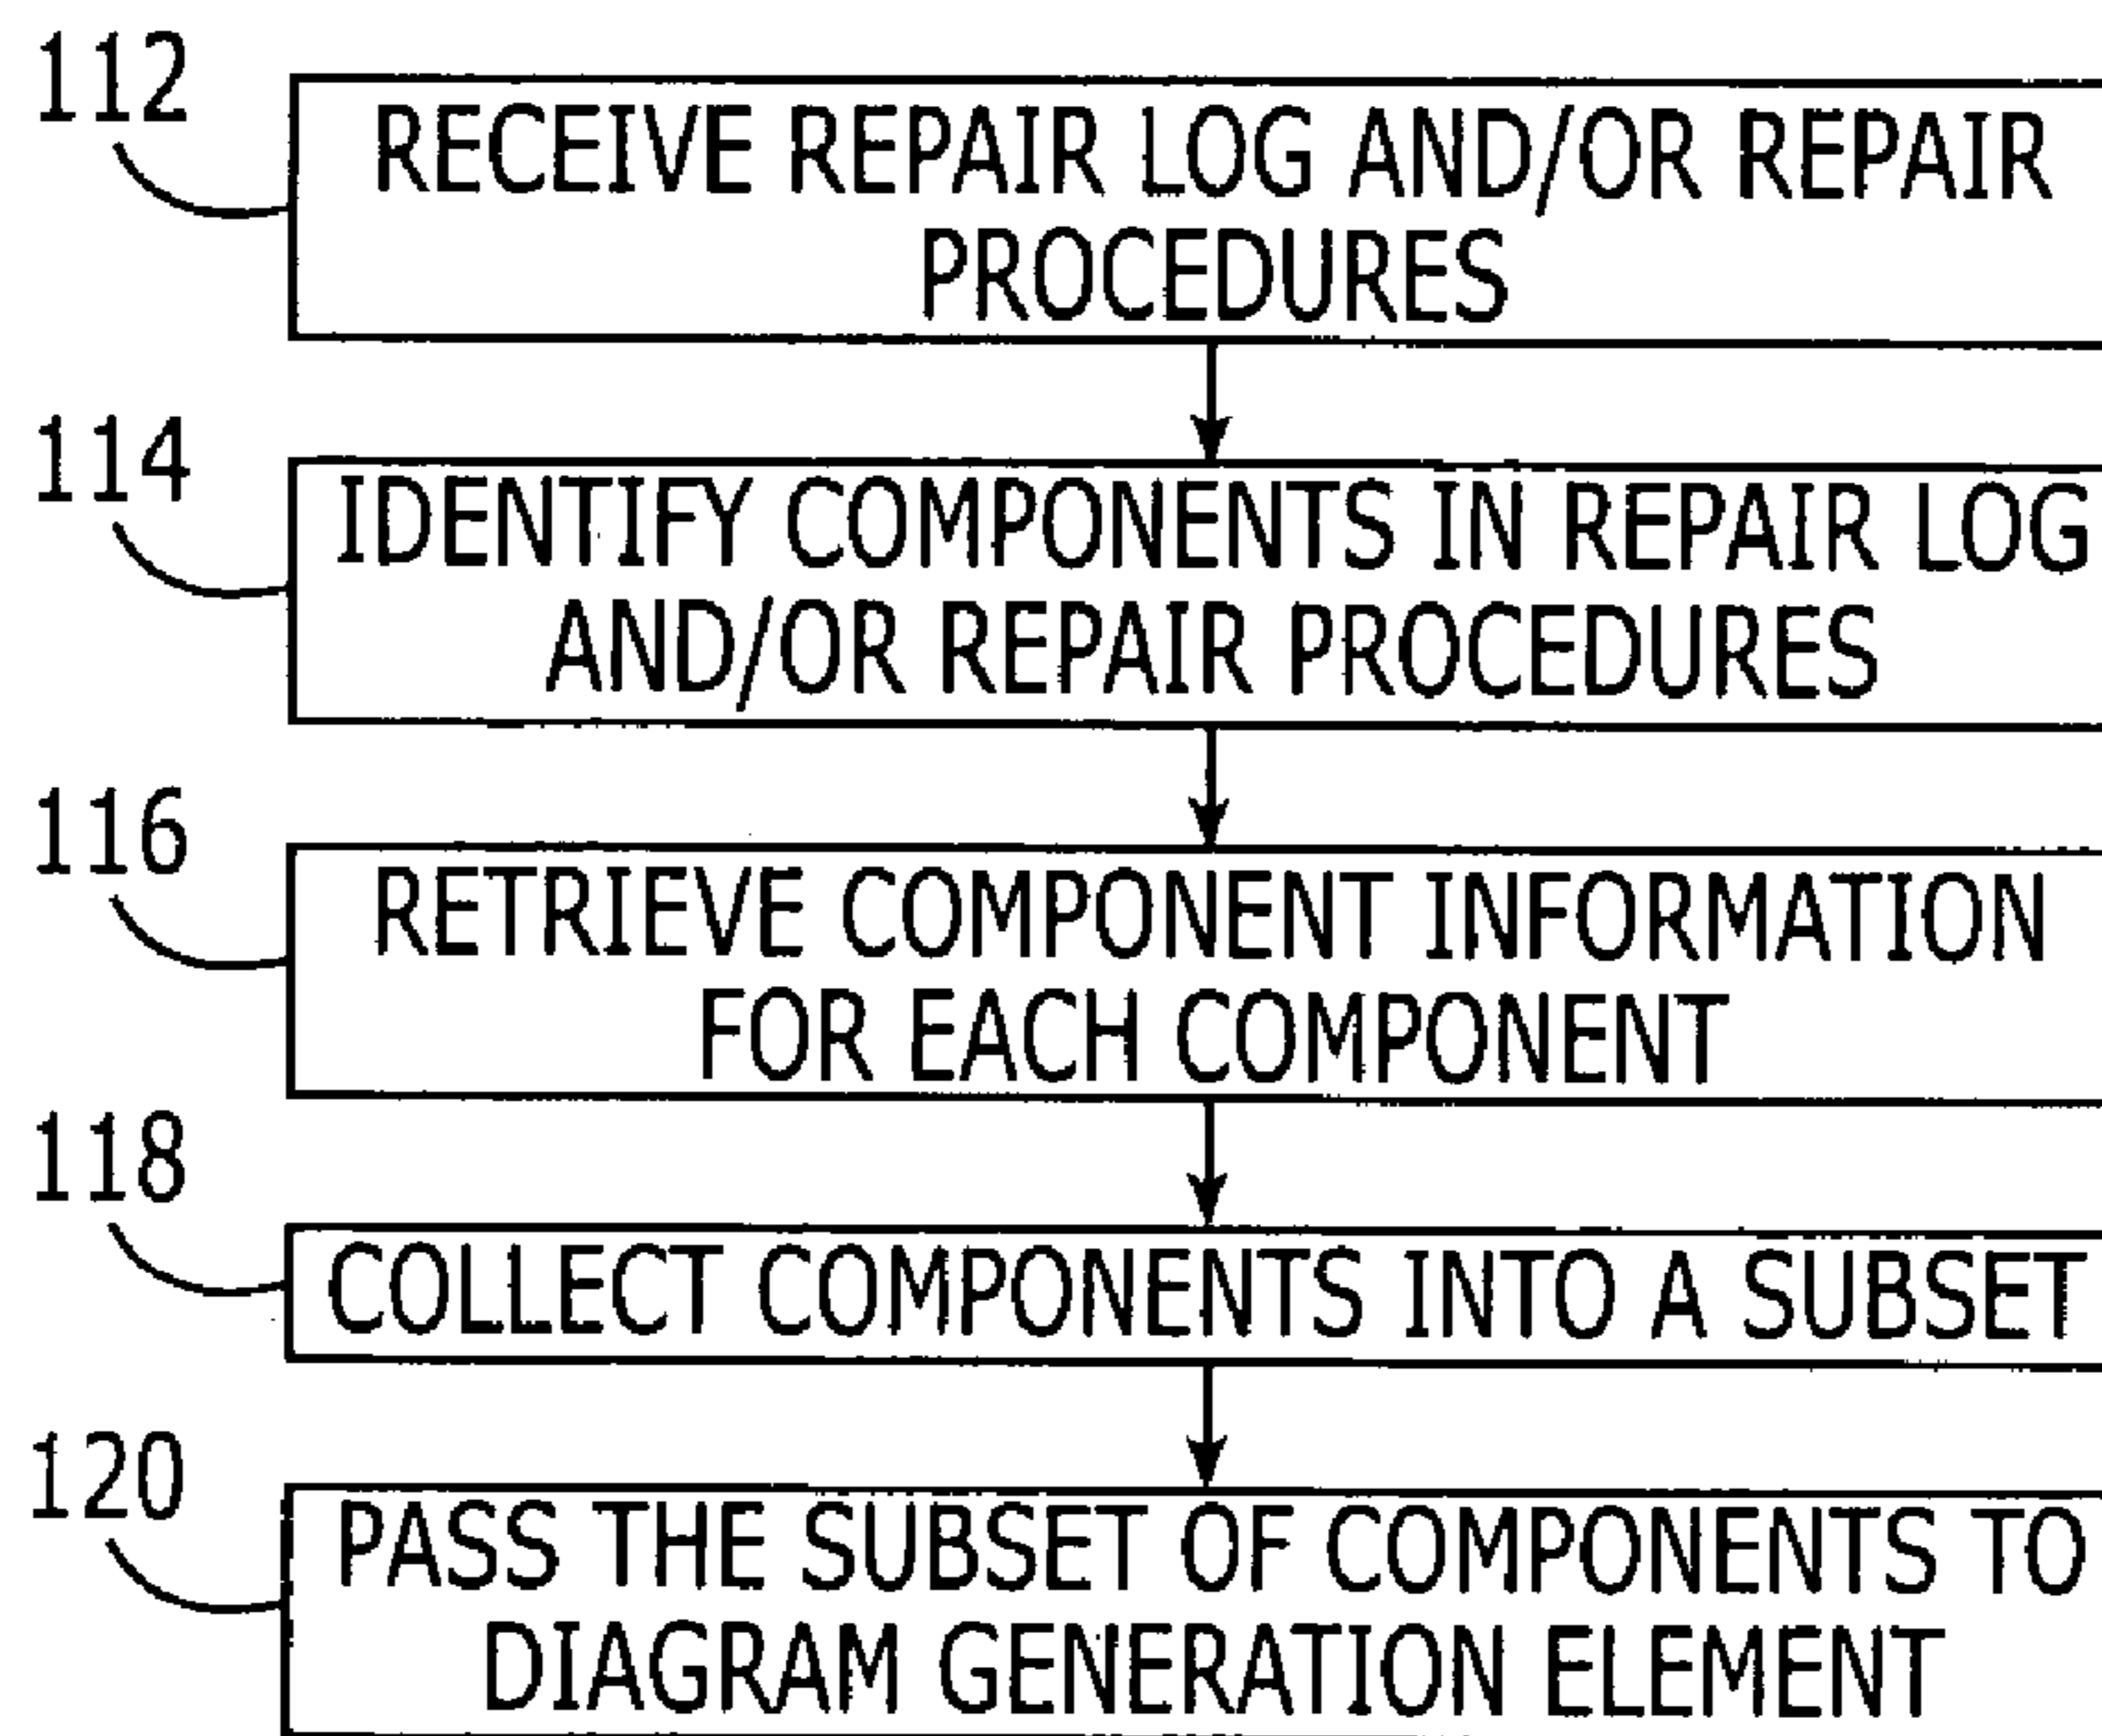 112
RECEIVE REPAIR LOG AND/OR REPAIR
PROCEDURES
114
IDENTIFY COMPONENTS IN REPAIR LOG
AND/OR REPAIR PROCEDURES
116
RETRIEVE COMPONENT INFORMATION
FOR EACH COMPONENT
118
COLLECT COMPONENTS INTO A SUBSET
120
PASS THE SUBSET OF COMPONENTS TO
DIAGRAM GENERATION ELEMENT